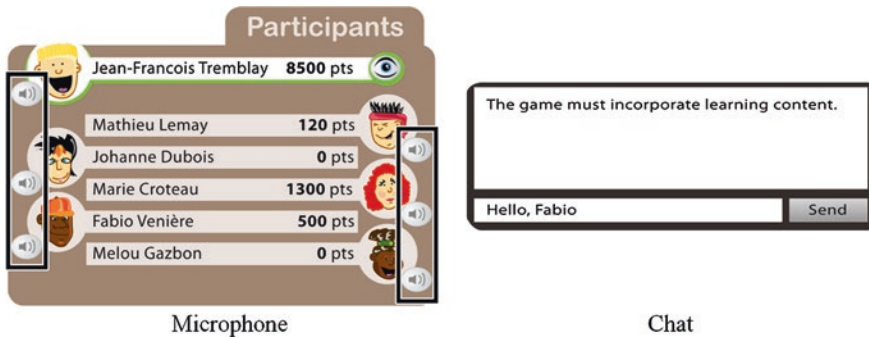 Participants
Jean-Francois Tremblay 8500 pts
Mathieu Lemay 120 pts
Johanne Dubois 0 pts
Marie Croteau 1300 pts
Fabio Venière 500 pts
Melou Gazbon 0 pts
Microphone
The game must incorporate learning content.
Hello, Fabio Send
Chat